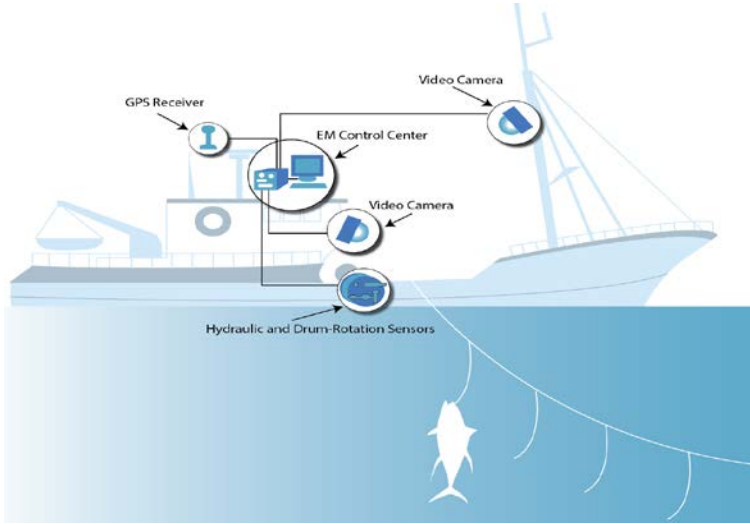 Video Camera
GPS Receiver
EM Control Center
Video Camera
Hydraulic and Drum-Rotation Sensors